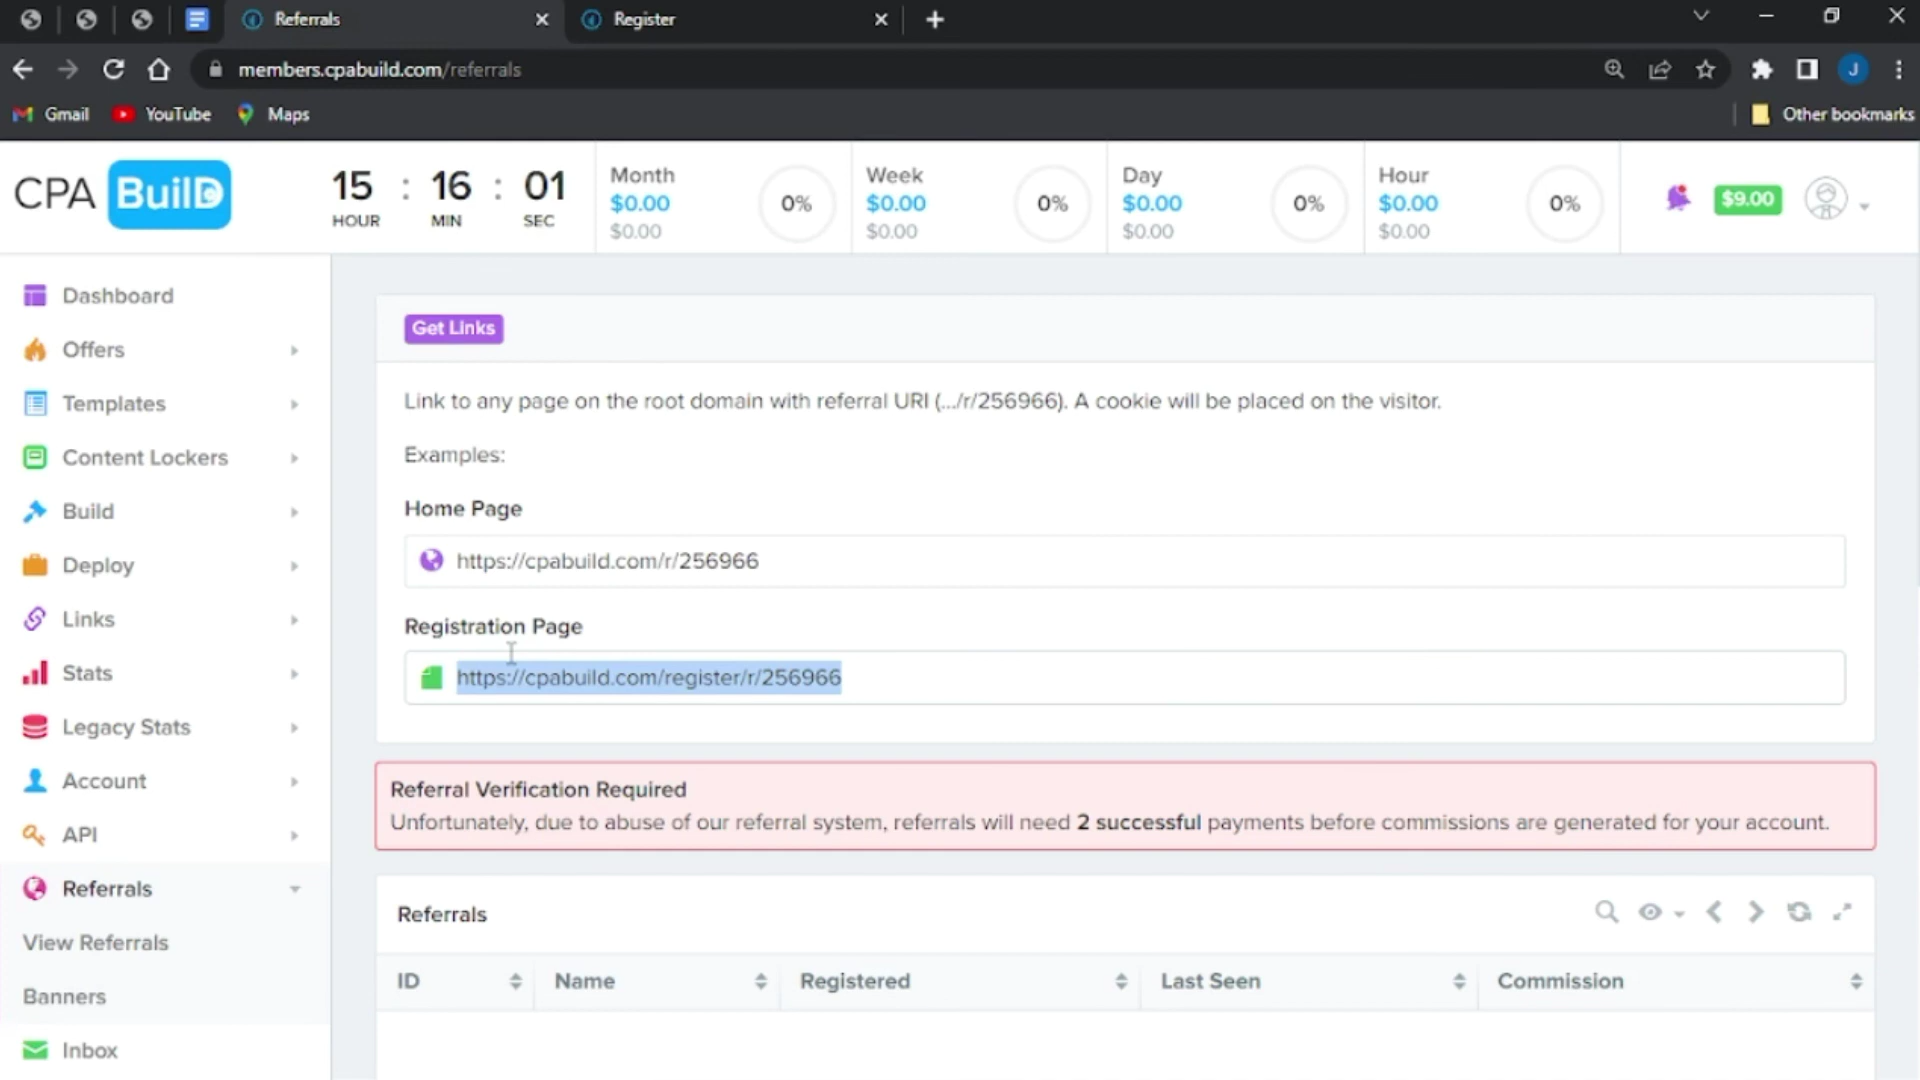 Referrals
Register
members.cpabuild.com/referrals
J
Gmail
YouTube
Maps
Other bookmarks
CPA BuilD
15 : 16 : 01
HOUR MIN SEC
Month
$0.00
$0.00
0%
Week
$0.00
$0.00
0%
Day
$0.00
$0.00
0%
Hour
$0.00
$0.00
0%
$9.00
Dashboard
Offers
Templates
Content Lockers
Build
Deploy
Links
Stats
Legacy Stats
Account
API
Referrals
View Referrals
Banners
Inbox
Get Links
Link to any page on the root domain with referral URI (.../r/256966). A cookie will be placed on the visitor.
Examples:
Home Page
https://cpabuild.com/r/256966
Registration Page
https://cpabuild.com/register/r/256966
Referral Verification Required
Unfortunately, due to abuse of our referral system, referrals will need 2 successful payments before commissions are generated for your account.
Referrals
ID Name Registered Last Seen Commission